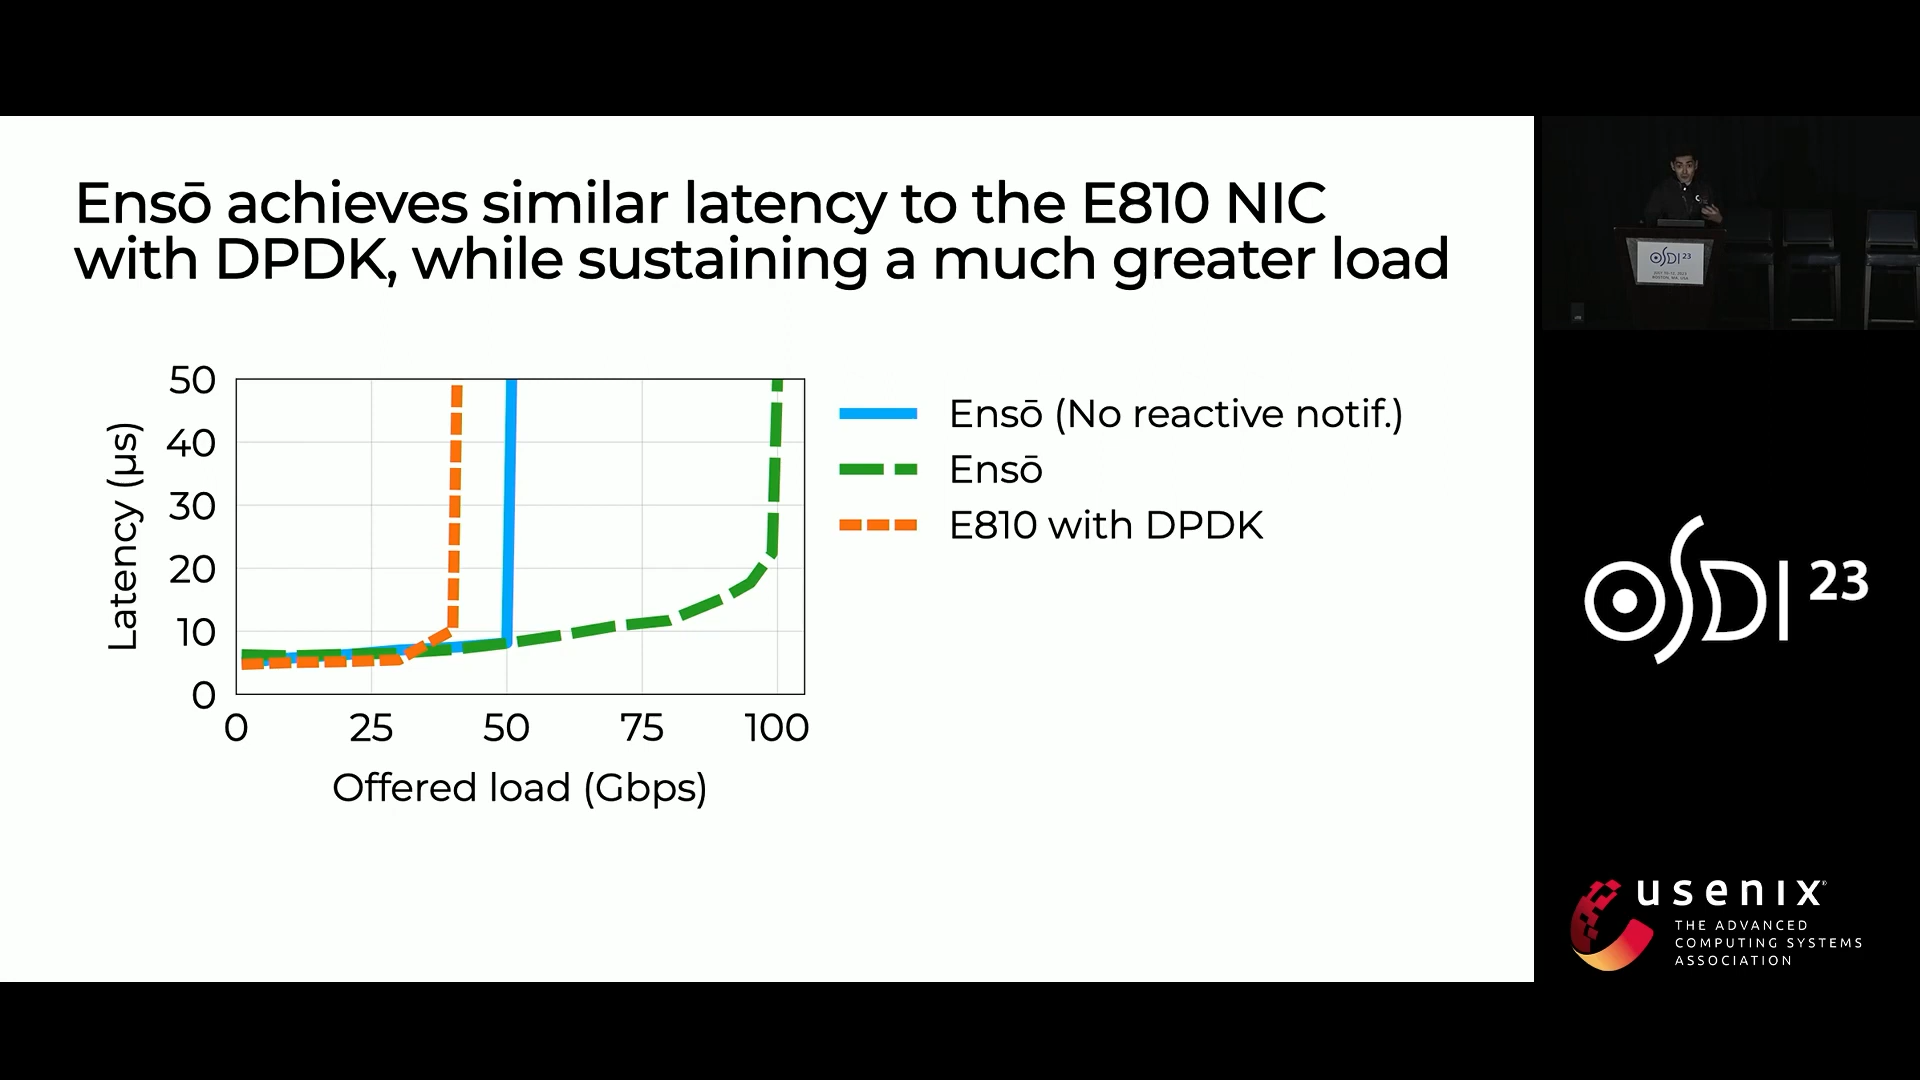 Ensō achieves similar latency to the E810 NIC
with DPDK, while sustaining a much greater load
Latency (μs)
50
40
30
20
10
0
0 25 50 75 100
Offered load (Gbps)
Ensō (No reactive notif.)
Ensō
E810 with DPDK
OSDI 23
OSDI 23
usenix
THE ADVANCED
COMPUTING SYSTEMS
ASSOCIATION